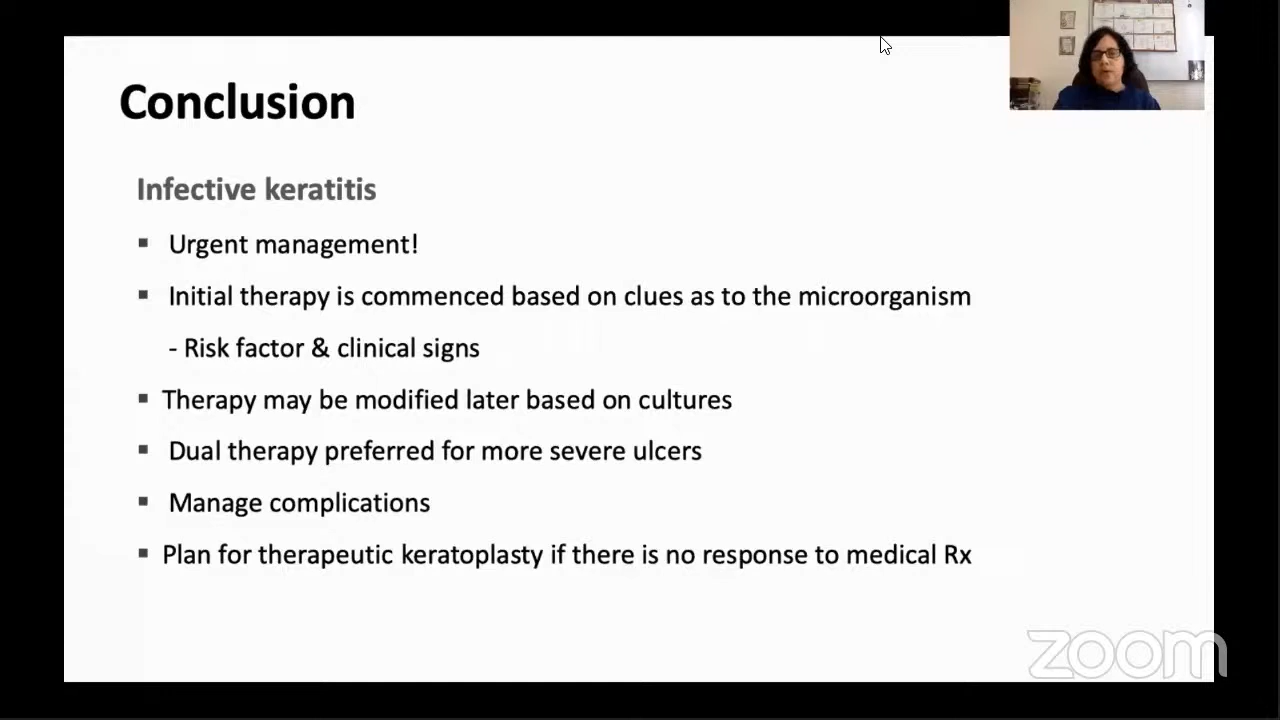 Conclusion
Infective keratitis
▪ Urgent management!
▪ Initial therapy is commenced based on clues as to the microorganism
- Risk factor & clinical signs
▪ Therapy may be modified later based on cultures
▪ Dual therapy preferred for more severe ulcers
▪ Manage complications
▪ Plan for therapeutic keratoplasty if there is no response to medical Rx
zoom